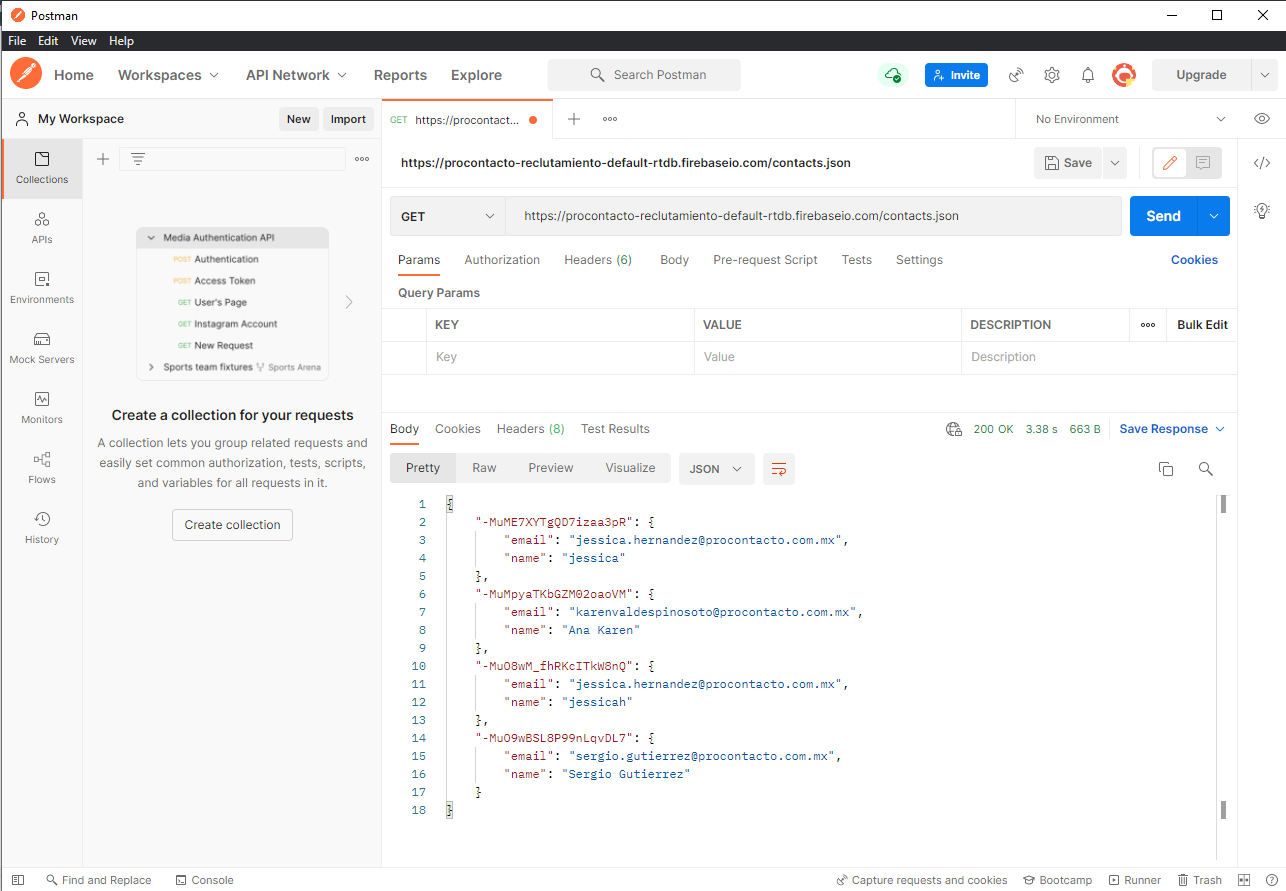 Postman
File Edit View Help
Home Workspaces API Network Reports Explore Search Postman Invite Upgrade
My Workspace New Import
GET https://procontact... No Environment
Collections
APIs
Environments
Mock Servers
Monitors
Flows
History
Media Authentication API
POST Authentication
POST Access Token
GET User's Page
GET Instagram Account
GET New Request
Sports team fixtures Sports Arena
Create a collection for your requests
A collection lets you group related requests and
easily set common authorization, tests, scripts,
and variables for all requests in it.
Create collection
https://procontacto-reclutamiento-default-rtdb.firebaseio.com/contacts.json Save
GET https://procontacto-reclutamiento-default-rtdb.firebaseio.com/contacts.json Send
Params Authorization Headers (6) Body Pre-request Script Tests Settings Cookies
Query Params
KEY VALUE DESCRIPTION Bulk Edit
Key Value Description
Body Cookies Headers (8) Test Results 200 OK 3.38 s 663 B Save Response
Pretty Raw Preview Visualize JSON
1 {
2 "-MuME7XYTgQD7izaa3pR": {
3 "email": "jessica.hernandez@procontacto.com.mx",
4 "name": "jessica"
5 },
6 "-MuMpyaTKbGZM02oaoVM": {
7 "email": "karenvaldespinosoto@procontacto.com.mx",
8 "name": "Ana Karen"
9 },
10 "-MuO8wM_fhRKcITkW8nQ": {
11 "email": "jessica.hernandez@procontacto.com.mx",
12 "name": "jessicah"
13 },
14 "-MuO9wBSL8P99nLqvDL7": {
15 "email": "sergio.gutierrez@procontacto.com.mx",
16 "name": "Sergio Gutierrez"
17 }
18 }
Find and Replace Console Capture requests and cookies Bootcamp Runner Trash